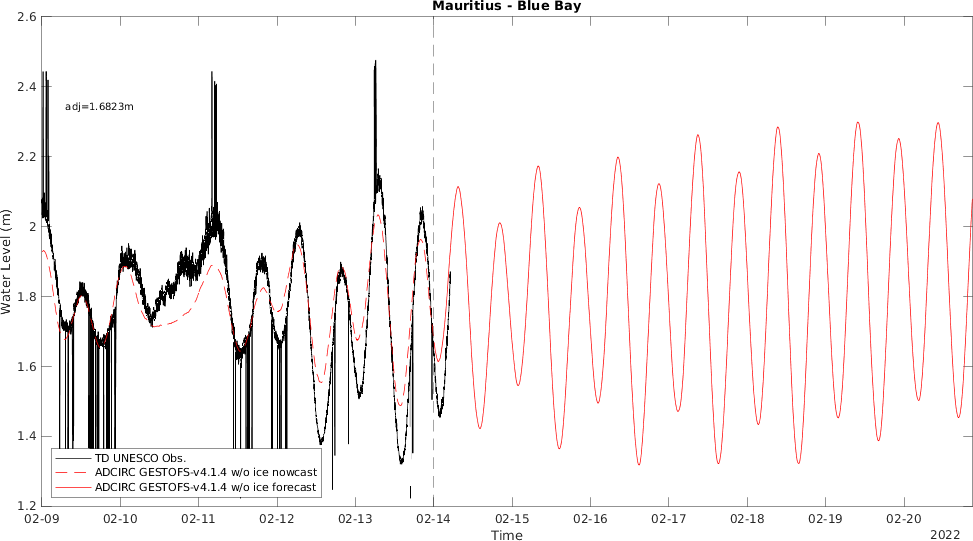 Mauritius - Blue Bay
2.6
2.4
2.2
2
1.8
1.6
1.4
1.2
Water Level (m)
adj=1.6823m
TD UNESCO Obs.
ADCIRC GESTOFS-v4.1.4 w/o ice nowcast
ADCIRC GESTOFS-v4.1.4 w/o ice forecast
02-09 02-10 02-11 02-12 02-13 02-14 02-15 02-16 02-17 02-18 02-19 02-20
Time
2022